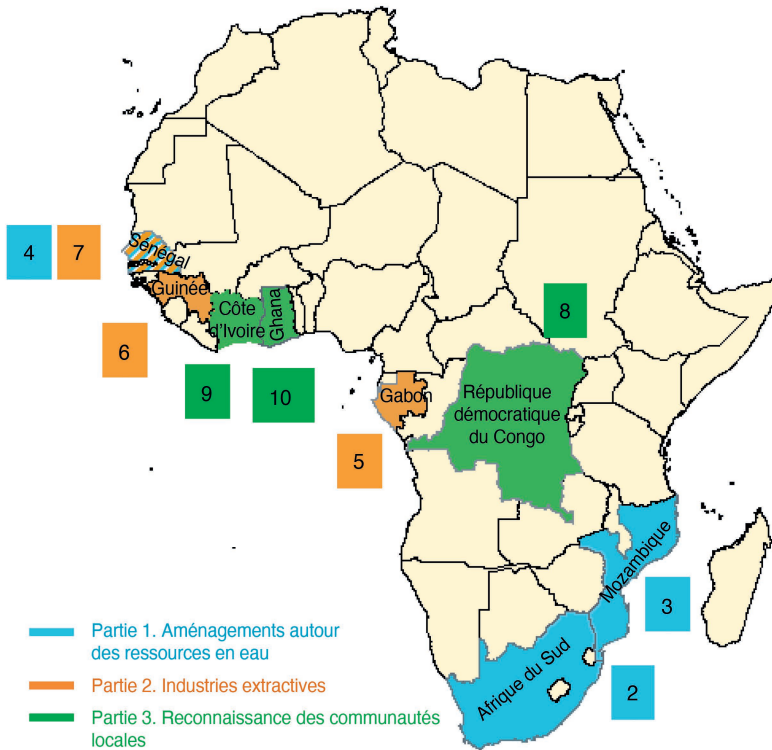 4
7
Sénégal
Guinée
Côte
d'Ivoire
Ghana
8
6
9
10
Gabon
République
démocratique
du Congo
5
Mozambique
3
Afrique du Sud
2
Partie 1. Aménagements autour
des ressources en eau
Partie 2. Industries extractives
Partie 3. Reconnaissance des communautés
locales